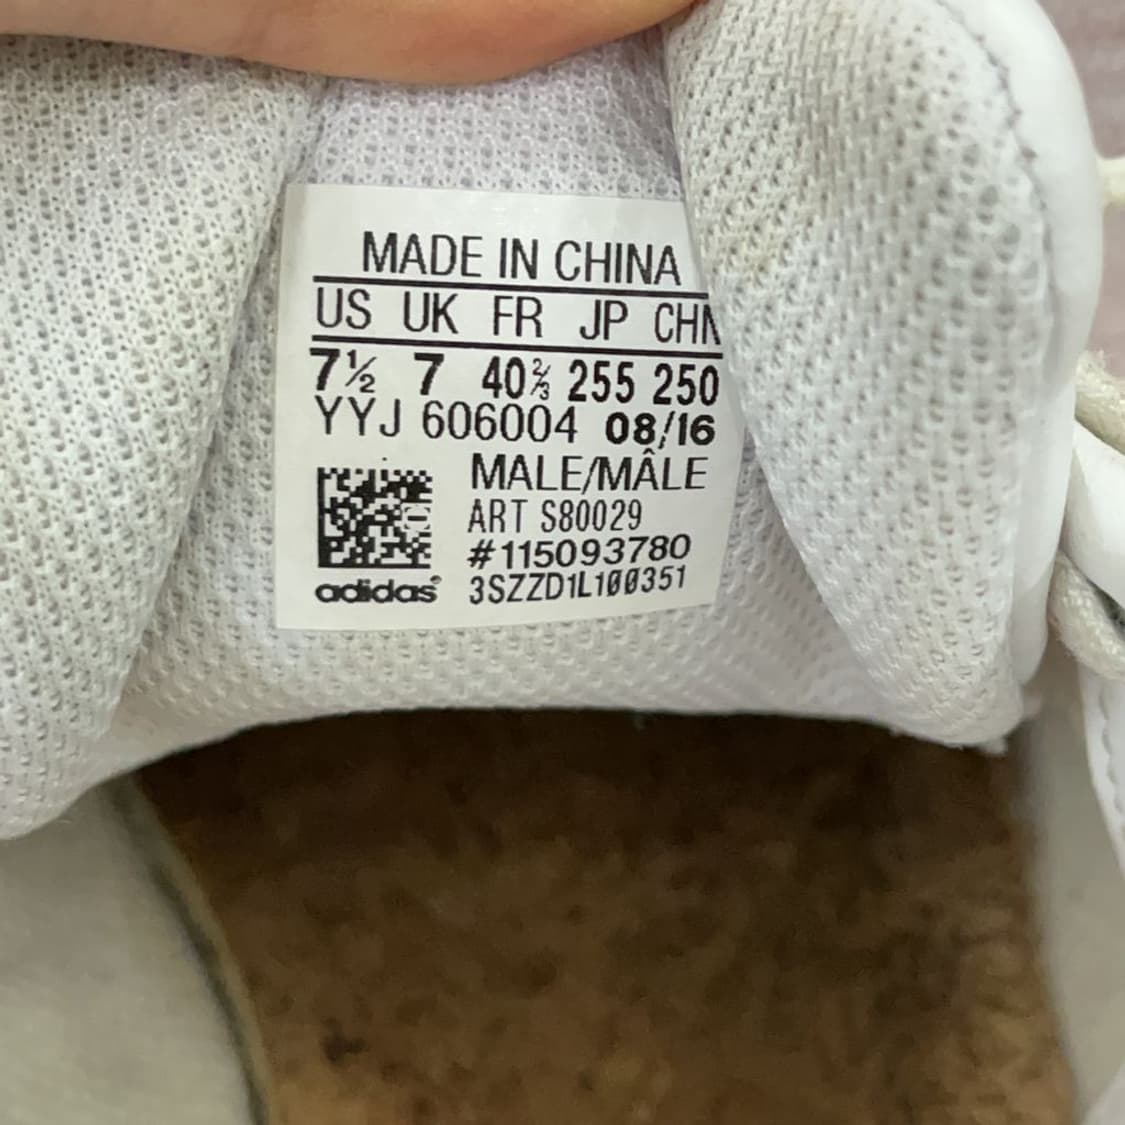 MADE IN CHINA
US UK FR JP CHN
7½ 7 40⅔ 255 250
YYJ 606004 08/16
MALE/MÂLE
ART S80029
#115093780
adidas® 3SZZD1L100351